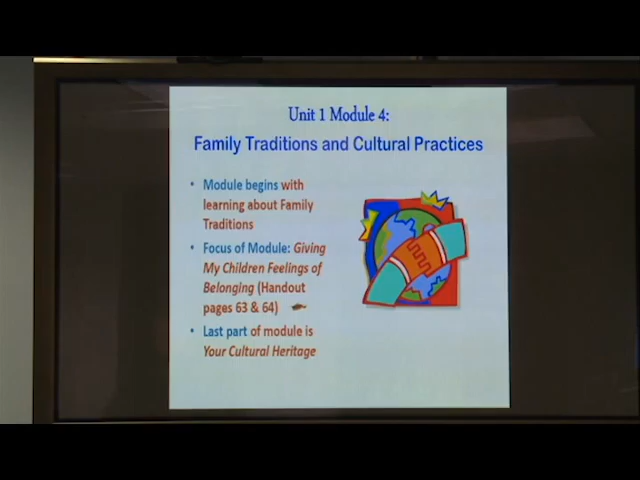 Unit 1 Module 4:
Family Traditions and Cultural Practices
• Module begins with
learning about Family
Traditions
• Focus of Module: Giving
My Children Feelings of
Belonging (Handout
pages 63 & 64)
• Last part of module is
Your Cultural Heritage